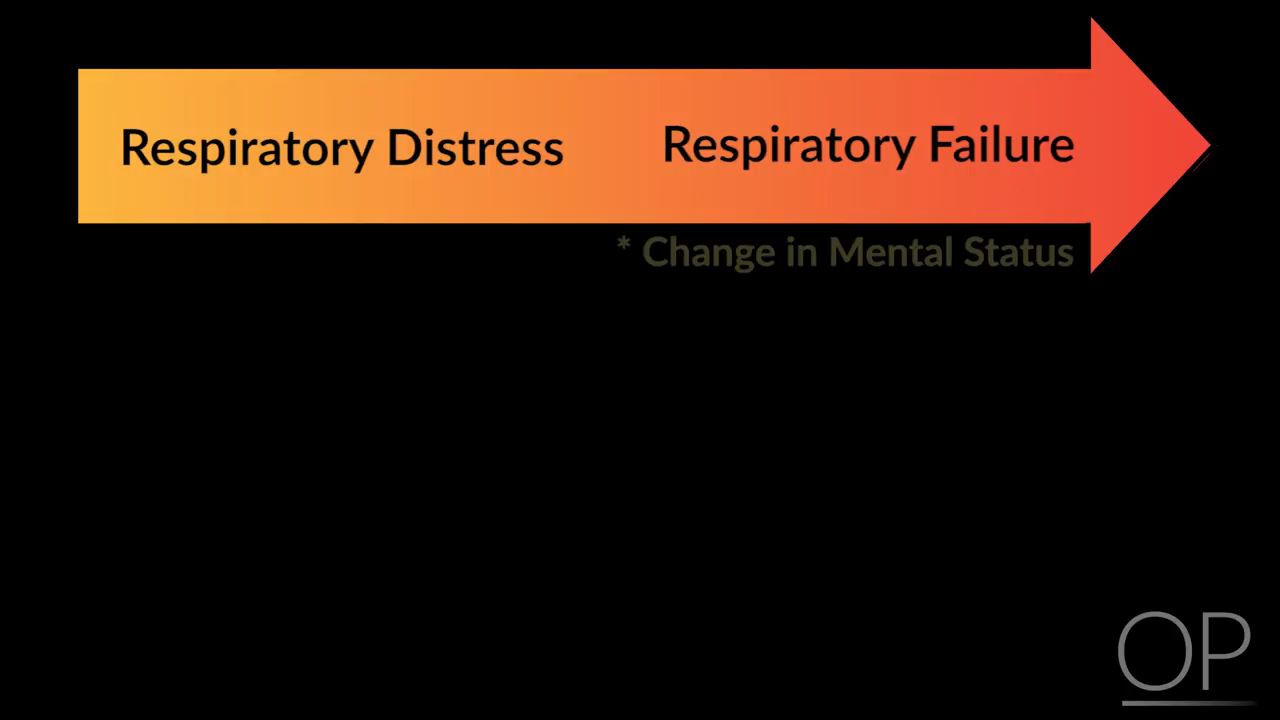 Respiratory Distress
Respiratory Failure
* Change in Mental Status
OP